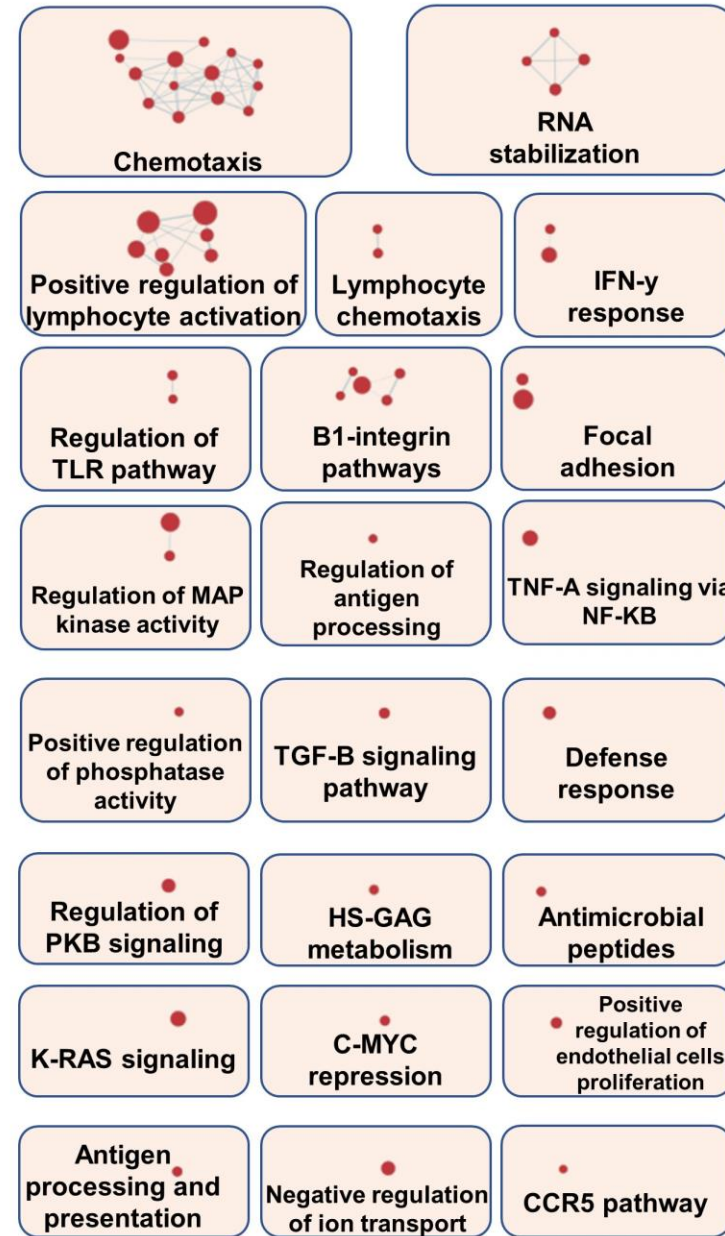 Chemotaxis
RNA
stabilization
Positive regulation of
lymphocyte activation
Lymphocyte
chemotaxis
IFN-y
response
Regulation of
TLR pathway
B1-integrin
pathways
Focal
adhesion
Regulation of MAP
kinase activity
Regulation of
antigen
processing
TNF-A signaling via
NF-KB
Positive regulation
of phosphatase
activity
TGF-B signaling
pathway
Defense
response
Regulation of
PKB signaling
HS-GAG
metabolism
Antimicrobial
peptides
K-RAS signaling
C-MYC
repression
Positive
regulation of
endothelial cells
proliferation
Antigen
processing and
presentation
Negative regulation
of ion transport
CCR5 pathway